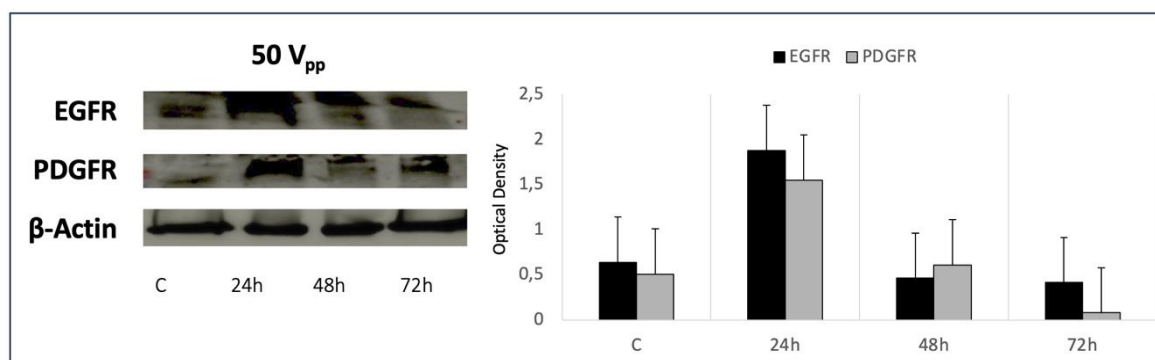 50 Vpp
EGFR
PDGFR
β-Actin
C 24h 48h 72h
EGFR PDGFR
Optical Density
2,5
2
1,5
1
0,5
0
C 24h 48h 72h